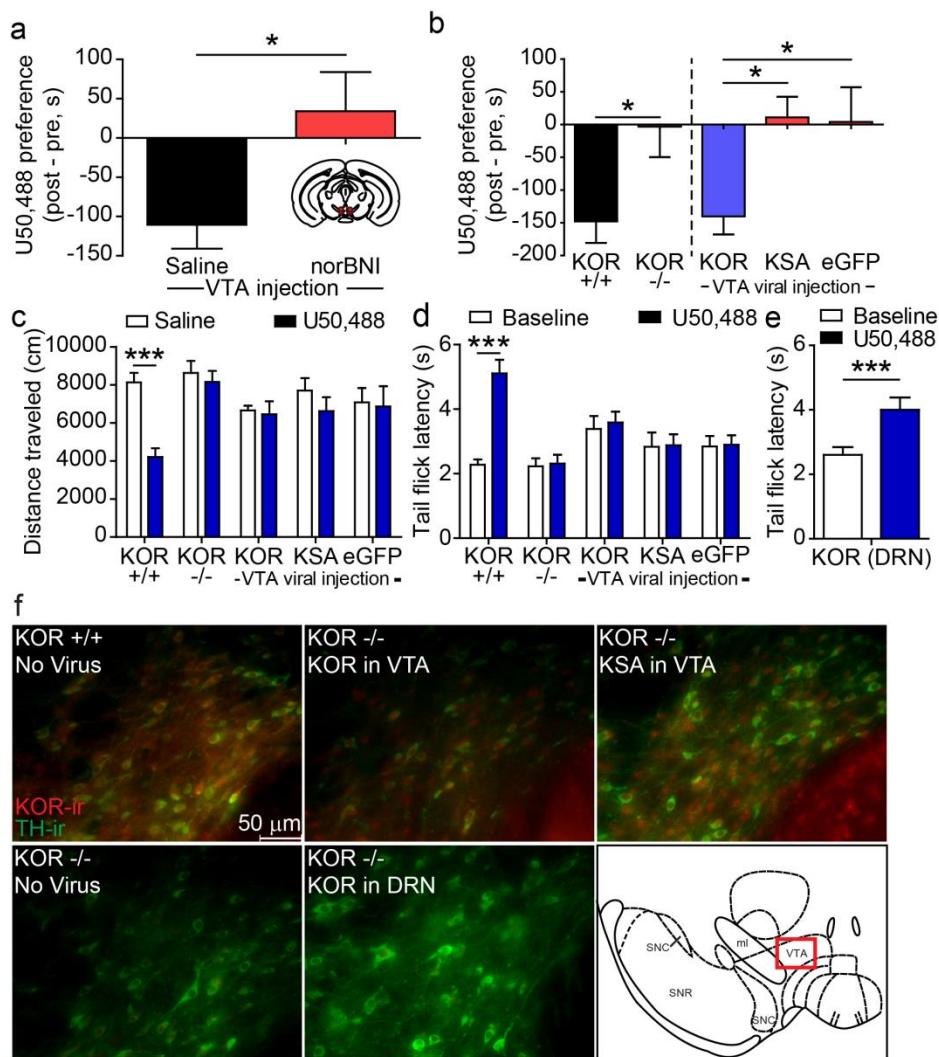 a
*
U50,488 preference
(post - pre, s)
100
50
0
-50
-100
-150
Saline
norBNI
VTA injection
b
*
*
*
U50,488 preference
(post - pre, s)
100
50
0
-50
-100
-150
-200
KOR
+/+
KOR
-/-
KOR
KSA
eGFP
-VTA viral injection -
c
Saline
U50,488
Distance traveled (cm)
10000
8000
6000
4000
2000
0
***
KOR
+/+
KOR
-/-
KOR
KSA
eGFP
-VTA viral injection -
d
Baseline
U50,488
Tail flick latency (s)
6
4
2
0
***
KOR
+/+
KOR
-/-
KOR
KSA
eGFP
-VTA viral injection -
e
Baseline
U50,488
Tail flick latency (s)
6
4
2
0
***
KOR (DRN)
f
KOR +/+
No Virus
KOR-ir
TH-ir
50 μm
KOR -/-
KOR in VTA
KOR -/-
KSA in VTA
KOR -/-
No Virus
KOR -/-
KOR in DRN
SNC
ml
VTA
SNR
SNC